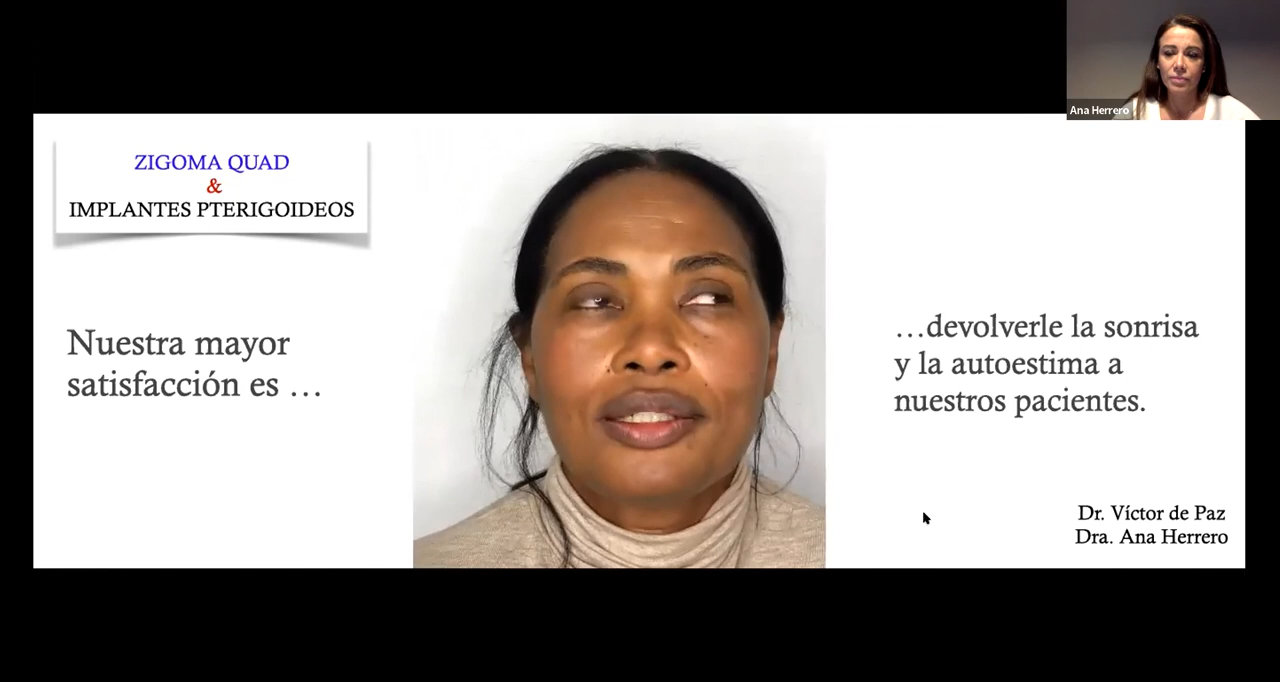 Ana Herrero
ZIGOMA QUAD
&
IMPLANTES PTERIGOIDEOS
Nuestra mayor
satisfacción es …
…devolverle la sonrisa
y la autoestima a
nuestros pacientes.
Dr. Víctor de Paz
Dra. Ana Herrero